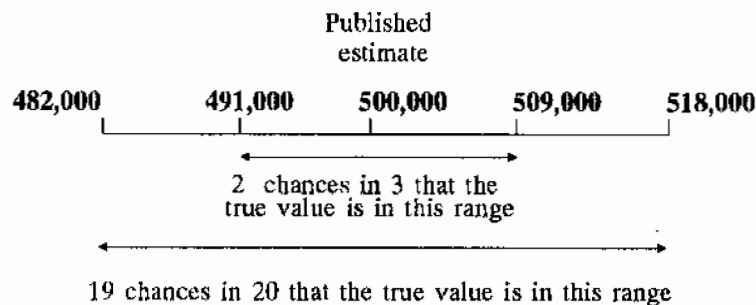 Published
estimate
482,000 491,000 500,000 509,000 518,000
2 chances in 3 that the
true value is in this range
19 chances in 20 that the true value is in this range